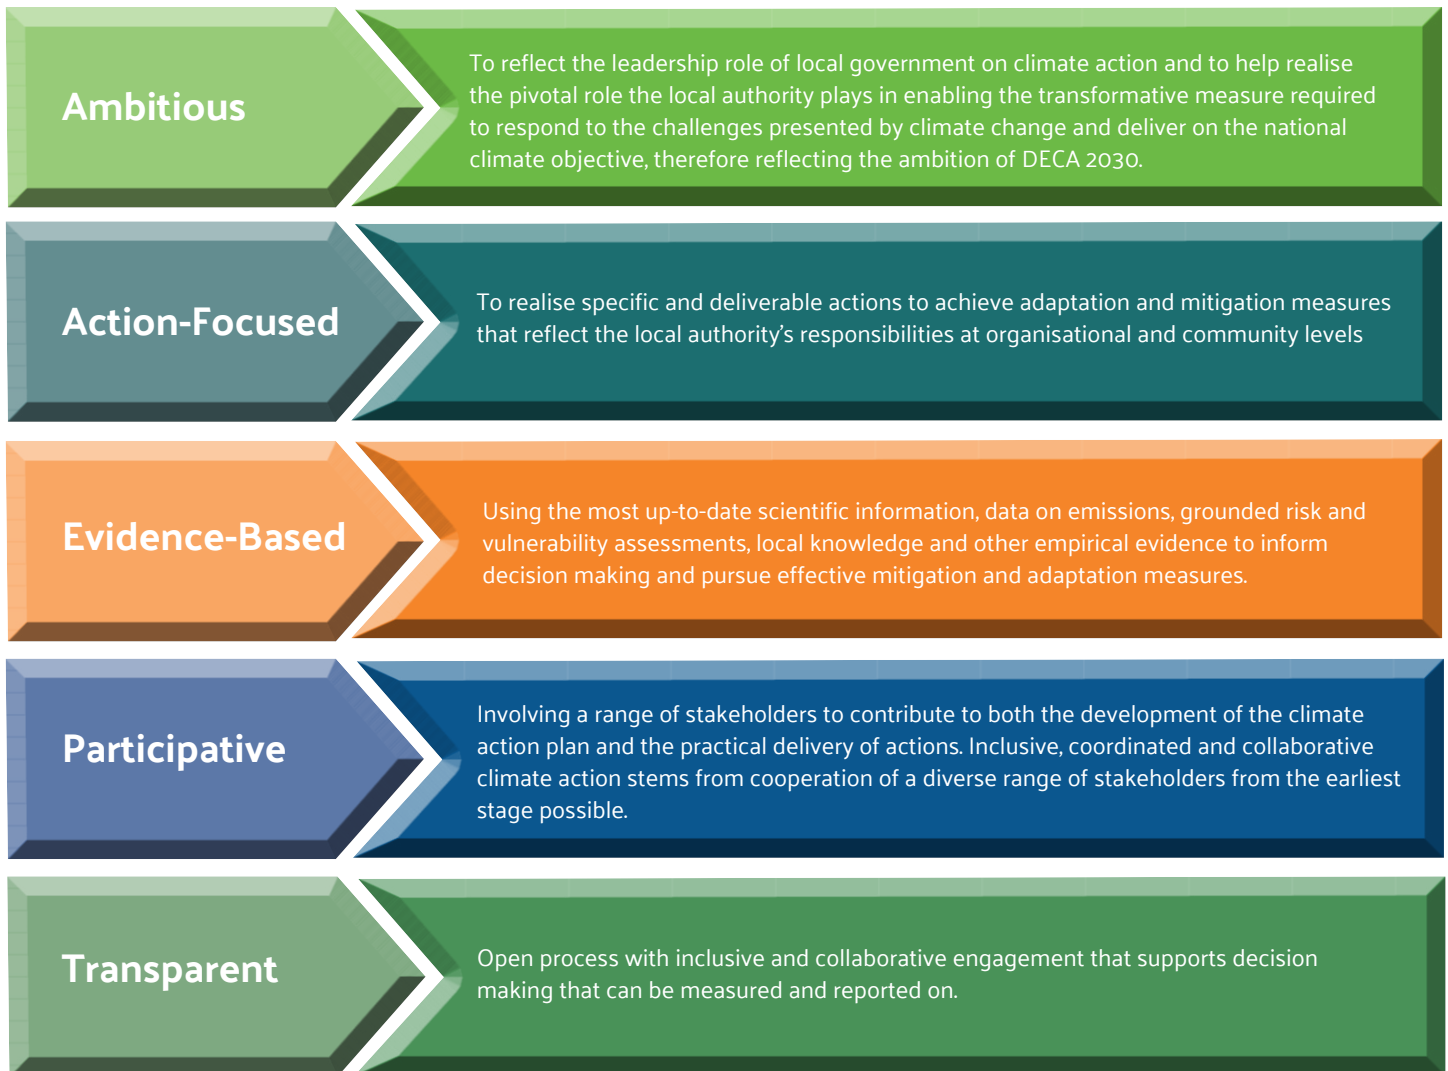 Ambitious
To reflect the leadership role of local government on climate action and to help realise
the pivotal role the local authority plays in enabling the transformative measure required
to respond to the challenges presented by climate change and deliver on the national
climate objective, therefore reflecting the ambition of DECA 2030.
Action-Focused
To realise specific and deliverable actions to achieve adaptation and mitigation measures
that reflect the local authority’s responsibilities at organisational and community levels
Evidence-Based
Using the most up-to-date scientific information, data on emissions, grounded risk and
vulnerability assessments, local knowledge and other empirical evidence to inform
decision making and pursue effective mitigation and adaptation measures.
Participative
Involving a range of stakeholders to contribute to both the development of the climate
action plan and the practical delivery of actions. Inclusive, coordinated and collaborative
climate action stems from cooperation of a diverse range of stakeholders from the earliest
stage possible.
Transparent
Open process with inclusive and collaborative engagement that supports decision
making that can be measured and reported on.